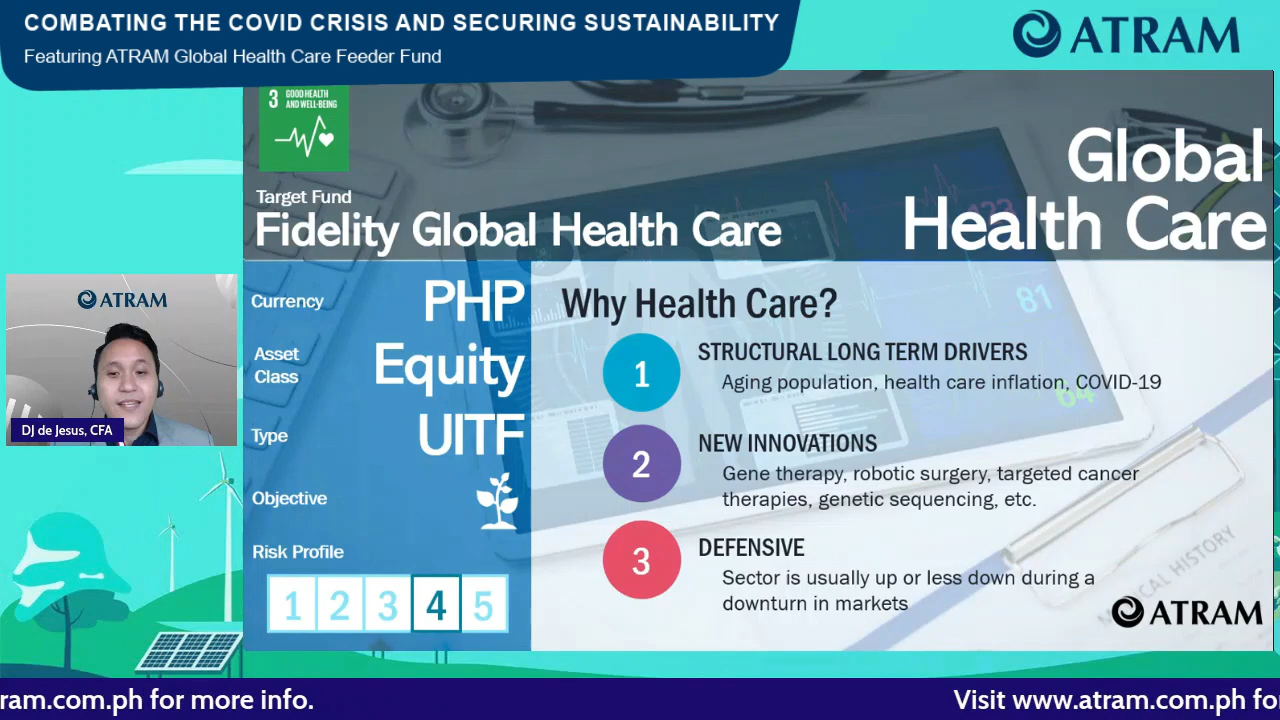 COMBATING THE COVID CRISIS AND SECURING SUSTAINABILITY
Featuring ATRAM Global Health Care Feeder Fund
ATRAM
3 GOOD HEALTH
AND WELL-BEING
Target Fund
Fidelity Global Health Care
Global
Health Care
ATRAM
DJ de Jesus, CFA
Currency
PHP
Asset
Class
Equity
Type
UITF
Objective
Risk Profile
1 2 3 4 5
Why Health Care?
1
STRUCTURAL LONG TERM DRIVERS
Aging population, health care inflation, COVID-19
2
NEW INNOVATIONS
Gene therapy, robotic surgery, targeted cancer
therapies, genetic sequencing, etc.
3
DEFENSIVE
Sector is usually up or less down during a
downturn in markets
81
64
HISTORY
ATRAM
ram.com.ph for more info.
Visit www.atram.com.ph fo